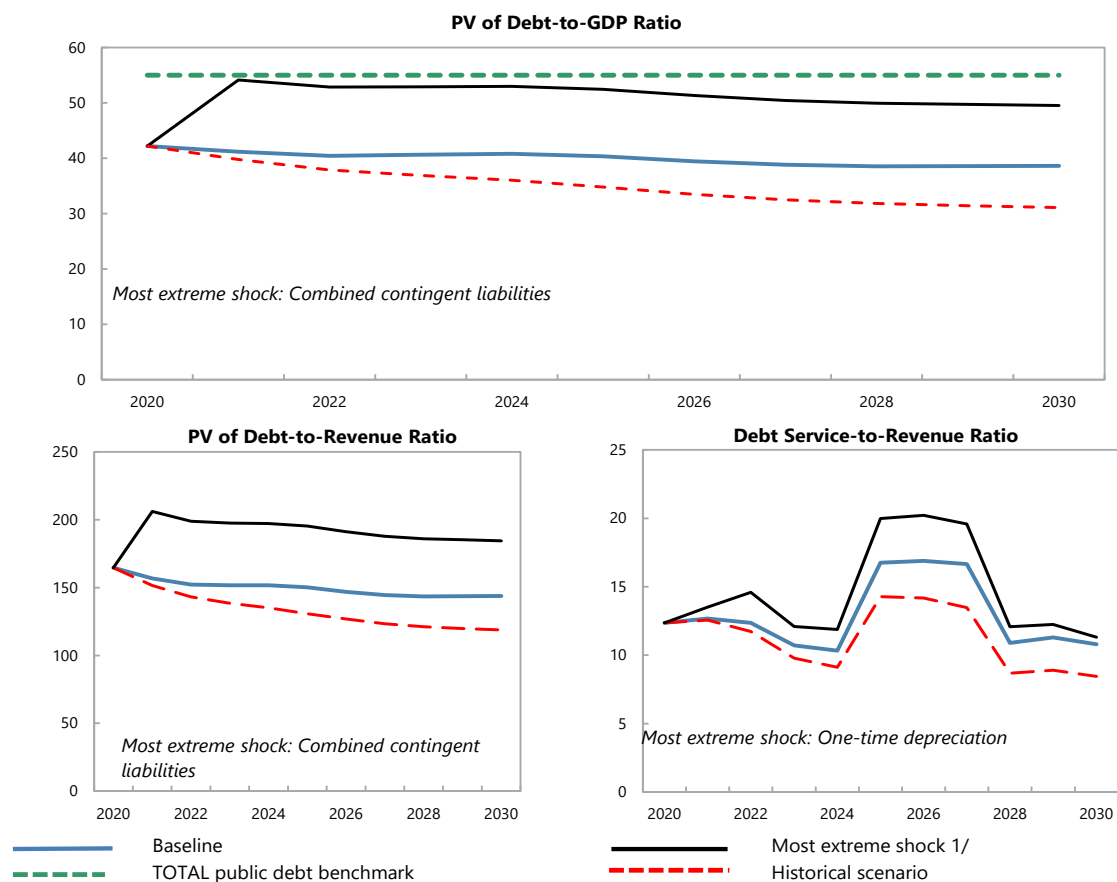 PV of Debt-to-GDP Ratio
60
50
40
30
20
10
0
Most extreme shock: Combined contingent liabilities
2020 2022 2024 2026 2028 2030
PV of Debt-to-Revenue Ratio
250
200
150
100
50
0
Most extreme shock: Combined contingent
liabilities
2020 2022 2024 2026 2028 2030
Debt Service-to-Revenue Ratio
25
20
15
10
5
0
Most extreme shock: One-time depreciation
2020 2022 2024 2026 2028 2030
Baseline
TOTAL public debt benchmark
Most extreme shock 1/
Historical scenario